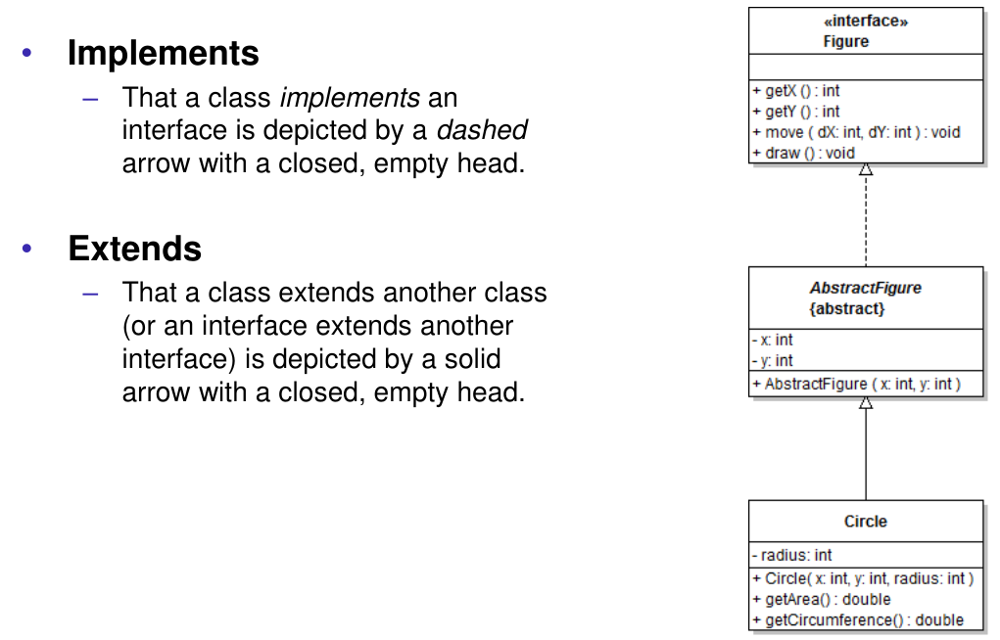 • Implements
– That a class implements an
interface is depicted by a dashed
arrow with a closed, empty head.
• Extends
– That a class extends another class
(or an interface extends another
interface) is depicted by a solid
arrow with a closed, empty head.
«interface»
Figure
+ getX () : int
+ getY () : int
+ move ( dX: int, dY: int ) : void
+ draw () : void
AbstractFigure
{abstract}
- x: int
- y: int
+ AbstractFigure ( x: int, y: int )
Circle
- radius: int
+ Circle( x: int, y: int, radius: int )
+ getArea() : double
+ getCircumference() : double